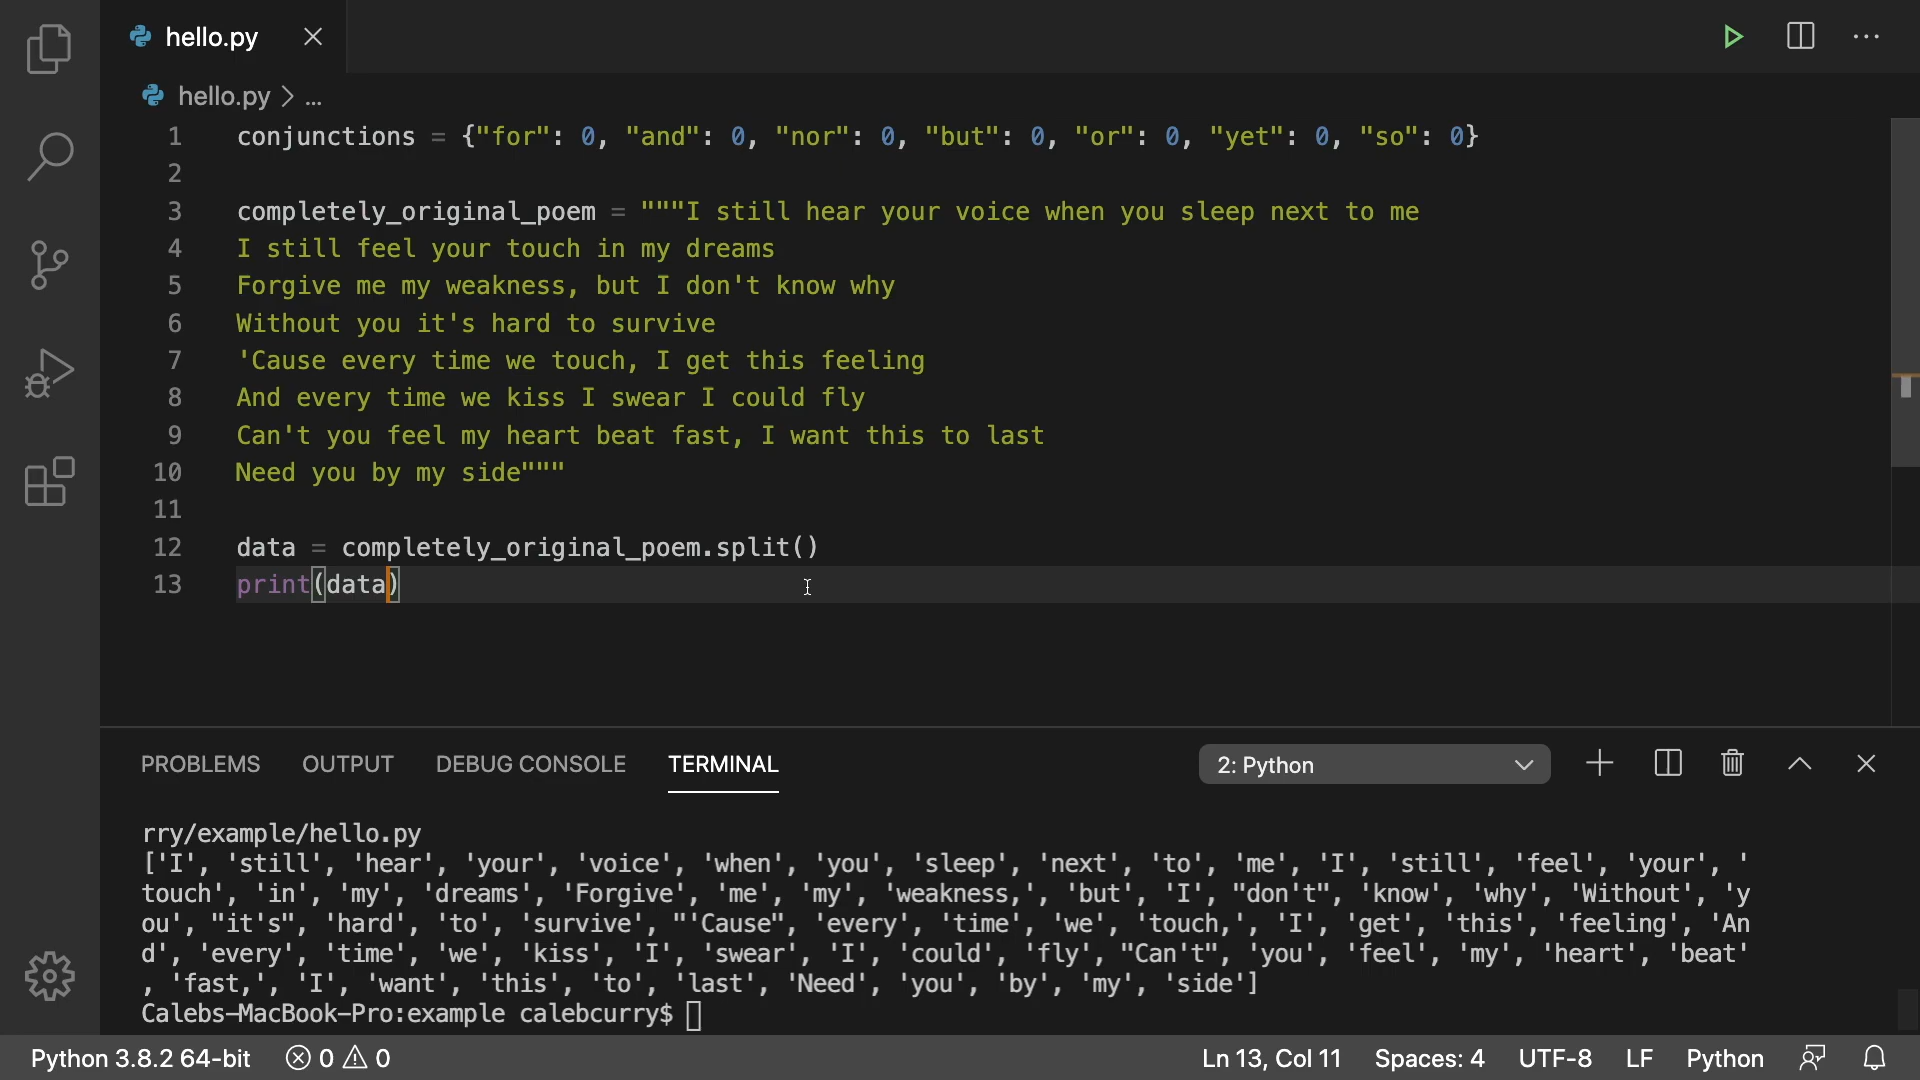 hello.py
hello.py > ...
1 conjunctions = {"for": 0, "and": 0, "nor": 0, "but": 0, "or": 0, "yet": 0, "so": 0}
2
3 completely_original_poem = """I still hear your voice when you sleep next to me
4 I still feel your touch in my dreams
5 Forgive me my weakness, but I don't know why
6 Without you it's hard to survive
7 'Cause every time we touch, I get this feeling
8 And every time we kiss I swear I could fly
9 Can't you feel my heart beat fast, I want this to last
10 Need you by my side"""
11
12 data = completely_original_poem.split()
13 print(data)
PROBLEMS OUTPUT DEBUG CONSOLE TERMINAL 2: Python
rry/example/hello.py
['I', 'still', 'hear', 'your', 'voice', 'when', 'you', 'sleep', 'next', 'to', 'me', 'I', 'still', 'feel', 'your', '
touch', 'in', 'my', 'dreams', 'Forgive', 'me', 'my', 'weakness,', 'but', 'I', "don't", 'know', 'why', 'Without', 'y
ou', "it's", 'hard', 'to', 'survive', "'Cause", 'every', 'time', 'we', 'touch,', 'I', 'get', 'this', 'feeling', 'An
d', 'every', 'time', 'we', 'kiss', 'I', 'swear', 'I', 'could', 'fly', "Can't", 'you', 'feel', 'my', 'heart', 'beat'
, 'fast,', 'I', 'want', 'this', 'to', 'last', 'Need', 'you', 'by', 'my', 'side']
Calebs-MacBook-Pro:example calebcurry$
Python 3.8.2 64-bit 0 0 Ln 13, Col 11 Spaces: 4 UTF-8 LF Python